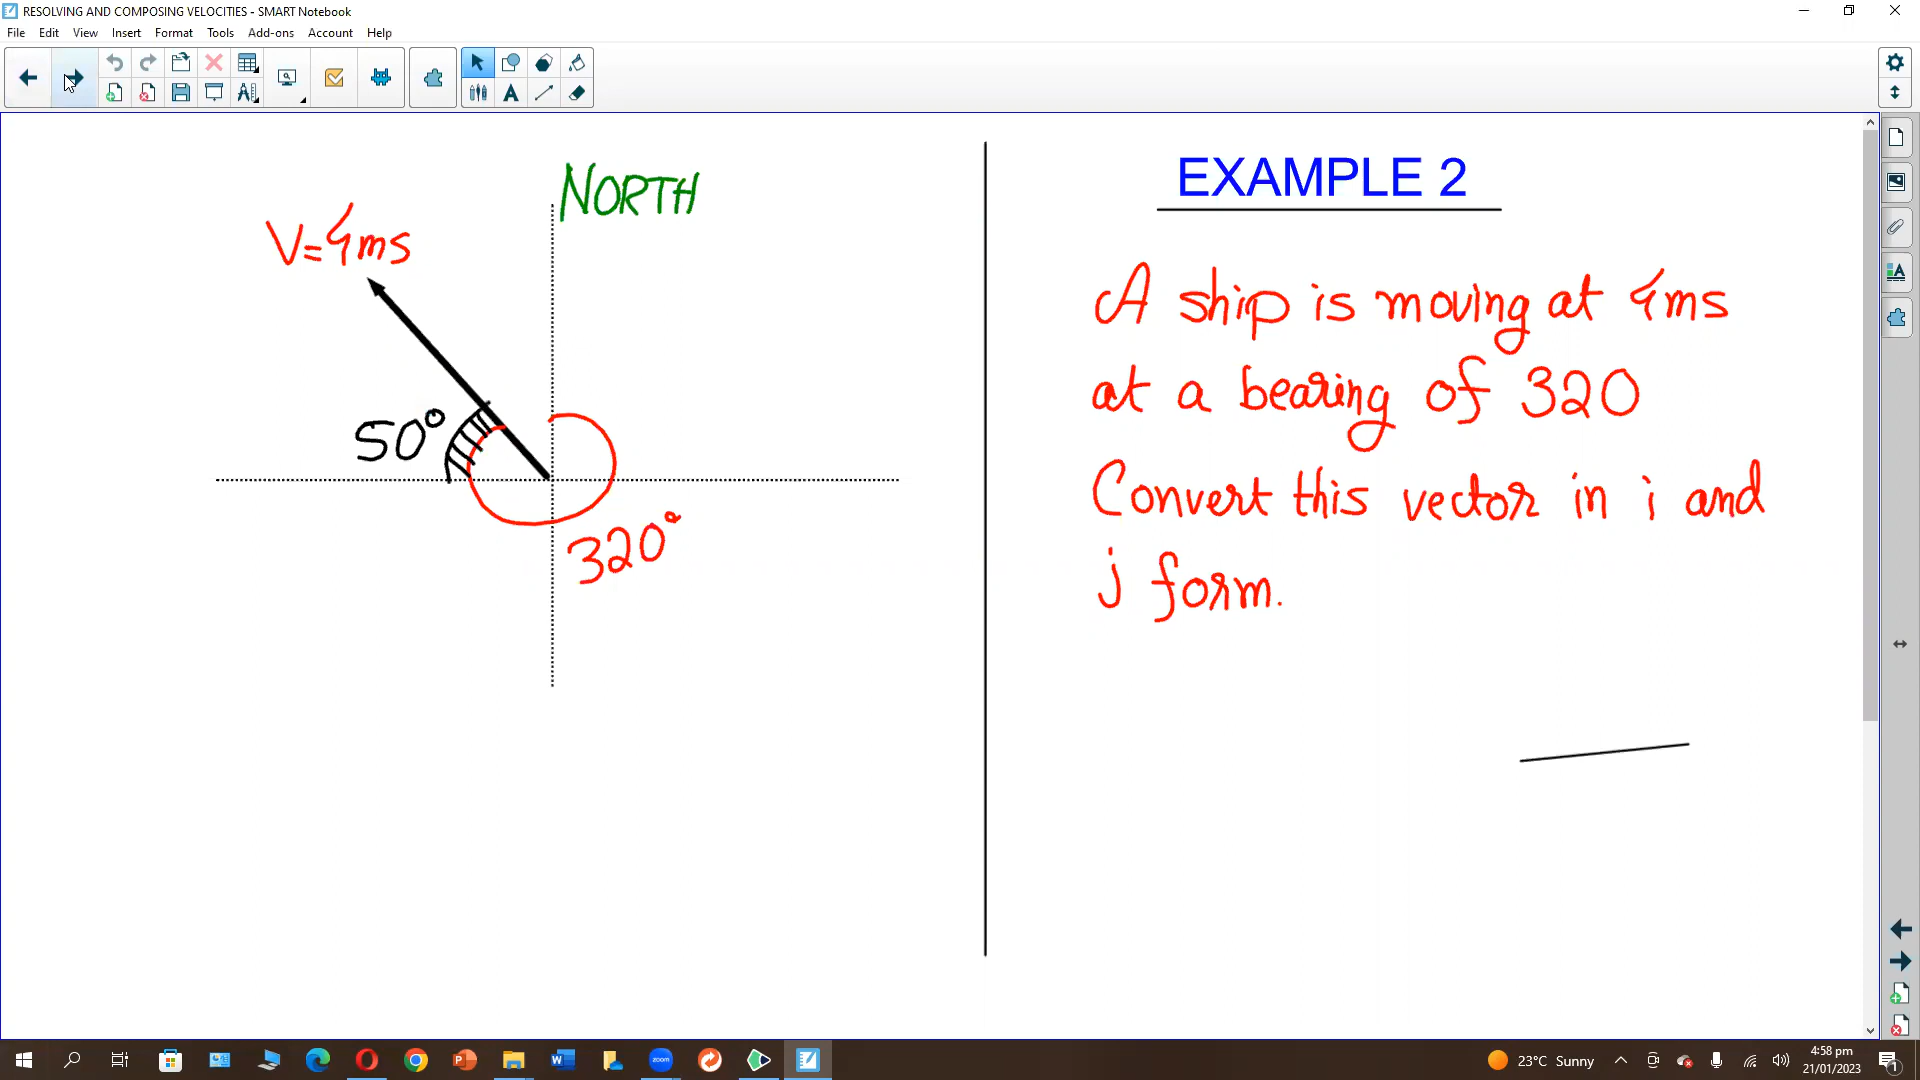 RESOLVING AND COMPOSING VELOCITIES - SMART Notebook
File Edit View Insert Format Tools Add-ons Account Help
NORTH
V=4ms
50°
320°
EXAMPLE 2
A ship is moving at 4ms
at a bearing of 320
Convert this vector in i and
j form.
zoom
23°C Sunny
4:58 pm
21/01/2023
1